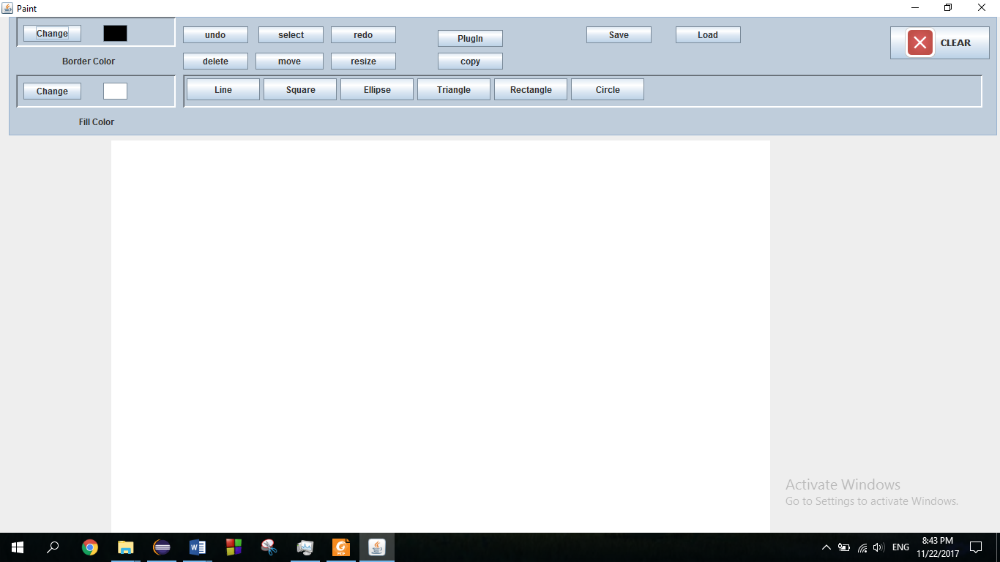 Paint
Change
undo select redo PlugIn Save Load CLEAR
Border Color
delete move resize copy
Change
Line Square Ellipse Triangle Rectangle Circle
Fill Color
Activate Windows
Go to Settings to activate Windows.
PDF
ENG
8:43 PM
11/22/2017